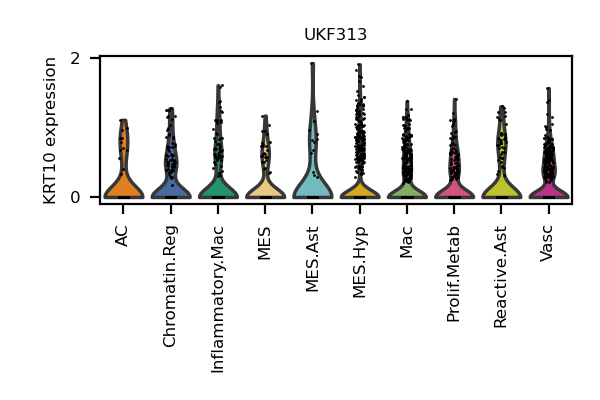 UKF313
KRT10 expression
2
0
AC
Chromatin.Reg
Inflammatory.Mac
MES
MES.Ast
MES.Hyp
Mac
Prolif.Metab
Reactive.Ast
Vasc